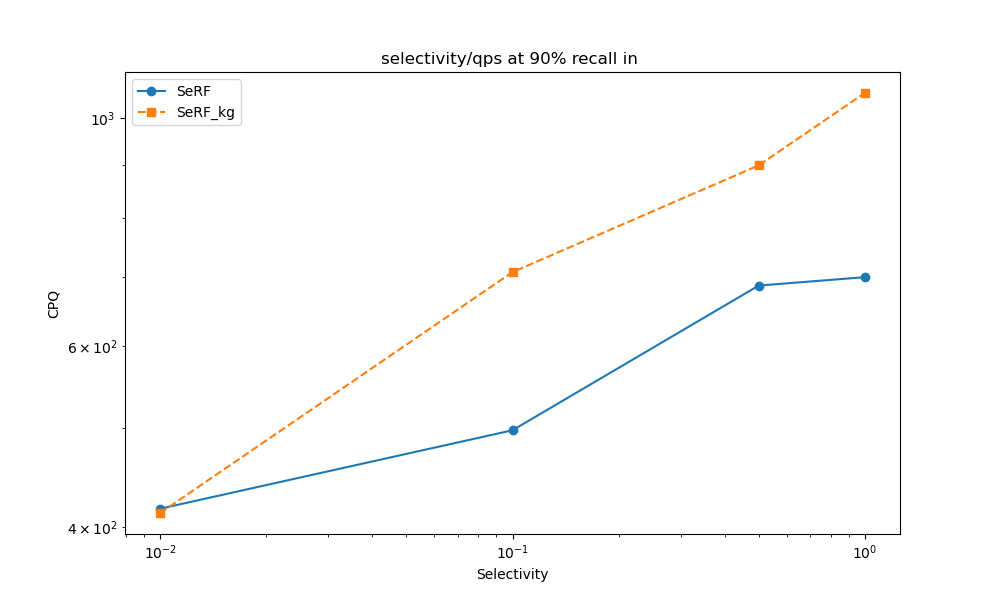 selectivity/qps at 90% recall in
SeRF
SeRF_kg
CPQ
10³
6 × 10²
4 × 10²
10⁻²
10⁻¹
10⁰
Selectivity